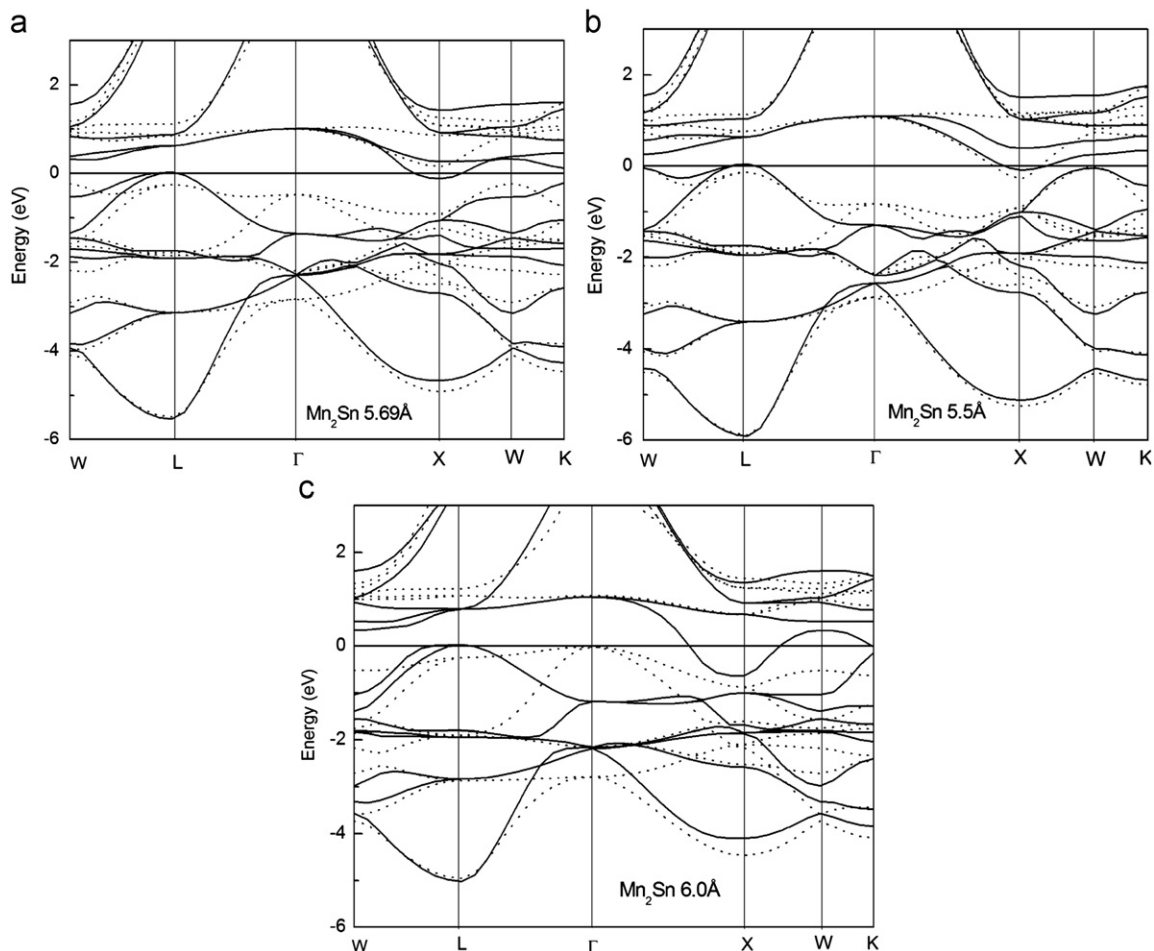 a
2
0
-2
-4
-6
Energy (eV)
Mn₂Sn 5.69Å
W
L
Γ
X
W
K
b
2
0
-2
-4
-6
Energy (eV)
Mn₂Sn 5.5Å
W
L
Γ
X
W
K
c
2
0
-2
-4
-6
Energy (eV)
Mn₂Sn 6.0Å
W
L
Γ
X
W
K